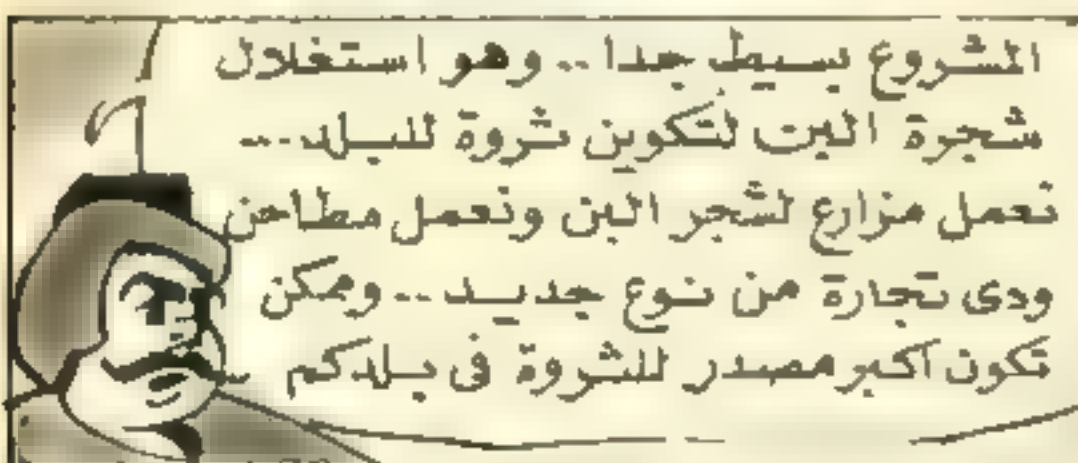 المشروع بسيط جدا .. وهو استغلال
شجرة البن لتكوين ثروة للبلد ...
نعمل مزارع لشجر البن ونعمل مطاحن
ودى تجارة من نوع جديد .. وممكن
تكون أكبر مصدر للثروة فى بلدكم